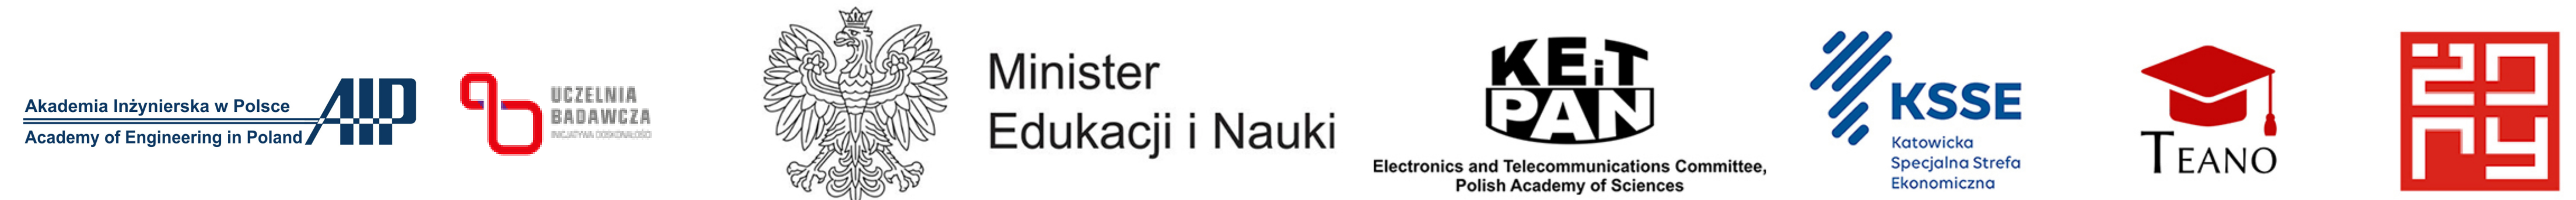 Akademia Inżynierska w Polsce
Academy of Engineering in Poland
AIP
UCZELNIA
BADAWCZA
INICJATYWA DOSKONAŁOŚCI
Minister
Edukacji i Nauki
KEiT
PAN
Electronics and Telecommunications Committee,
Polish Academy of Sciences
KSSE
Katowicka
Specjalna Strefa
Ekonomiczna
TEANO
żory